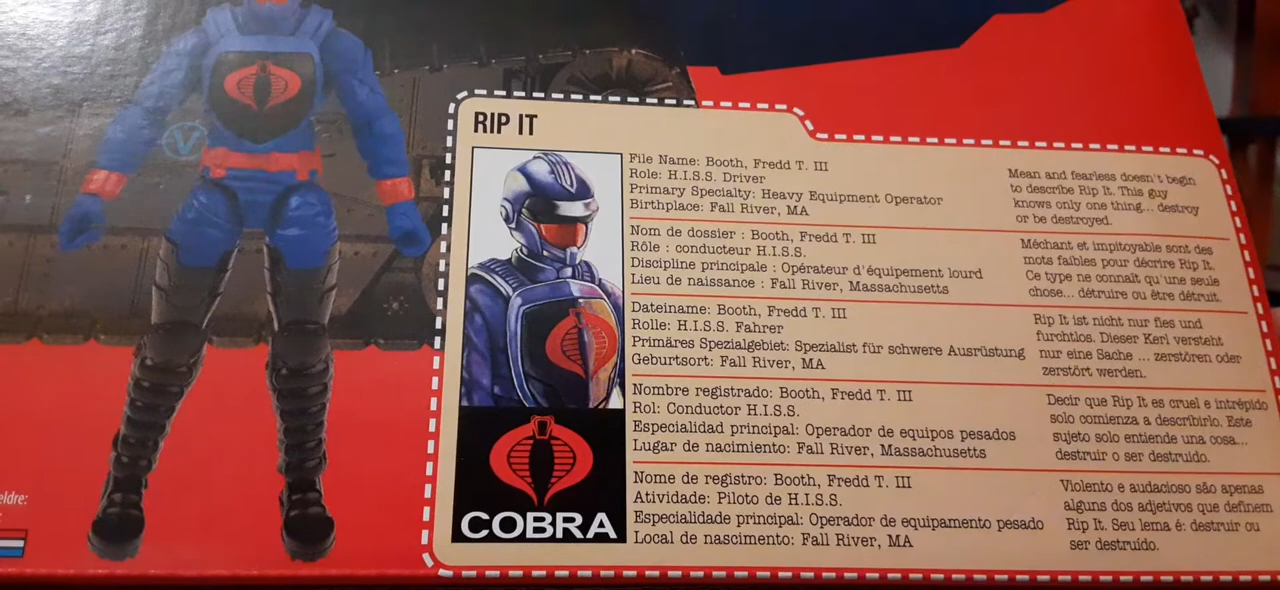 RIP IT
File Name: Booth, Fredd T. III
Role: H.I.S.S. Driver
Primary Specialty: Heavy Equipment Operator
Birthplace: Fall River, MA
Mean and fearless doesn't begin
to describe Rip It. This guy
knows only one thing... destroy
or be destroyed.
Nom de dossier : Booth, Fredd T. III
Rôle : conducteur H.I.S.S.
Discipline principale : Opérateur d'équipement lourd
Lieu de naissance : Fall River, Massachusetts
Méchant et impitoyable sont des
mots faibles pour décrire Rip It.
Ce type ne connaît qu'une seule
chose... détruire ou être détruit.
Dateiname: Booth, Fredd T. III
Rolle: H.I.S.S. Fahrer
Primäres Spezialgebiet: Spezialist für schwere Ausrüstung
Geburtsort: Fall River, MA
Rip It ist nicht nur fies und
furchtlos. Dieser Kerl versteht
nur eine Sache ... zerstören oder
zerstört werden.
Nombre registrado: Booth, Fredd T. III
Rol: Conductor H.I.S.S.
Especialidad principal: Operador de equipos pesados
Lugar de nacimiento: Fall River, Massachusetts
Decir que Rip It es cruel e intrépido
solo comienza a describirlo. Este
sujeto solo entiende una cosa...
destruir o ser destruido.
Nome de registro: Booth, Fredd T. III
Atividade: Piloto de H.I.S.S.
Especialidade principal: Operador de equipamento pesado
Local de nascimento: Fall River, MA
Violento e audacioso são apenas
alguns dos adjetivos que definem
Rip It. Seu lema é: destruir ou
ser destruído.
COBRA
V